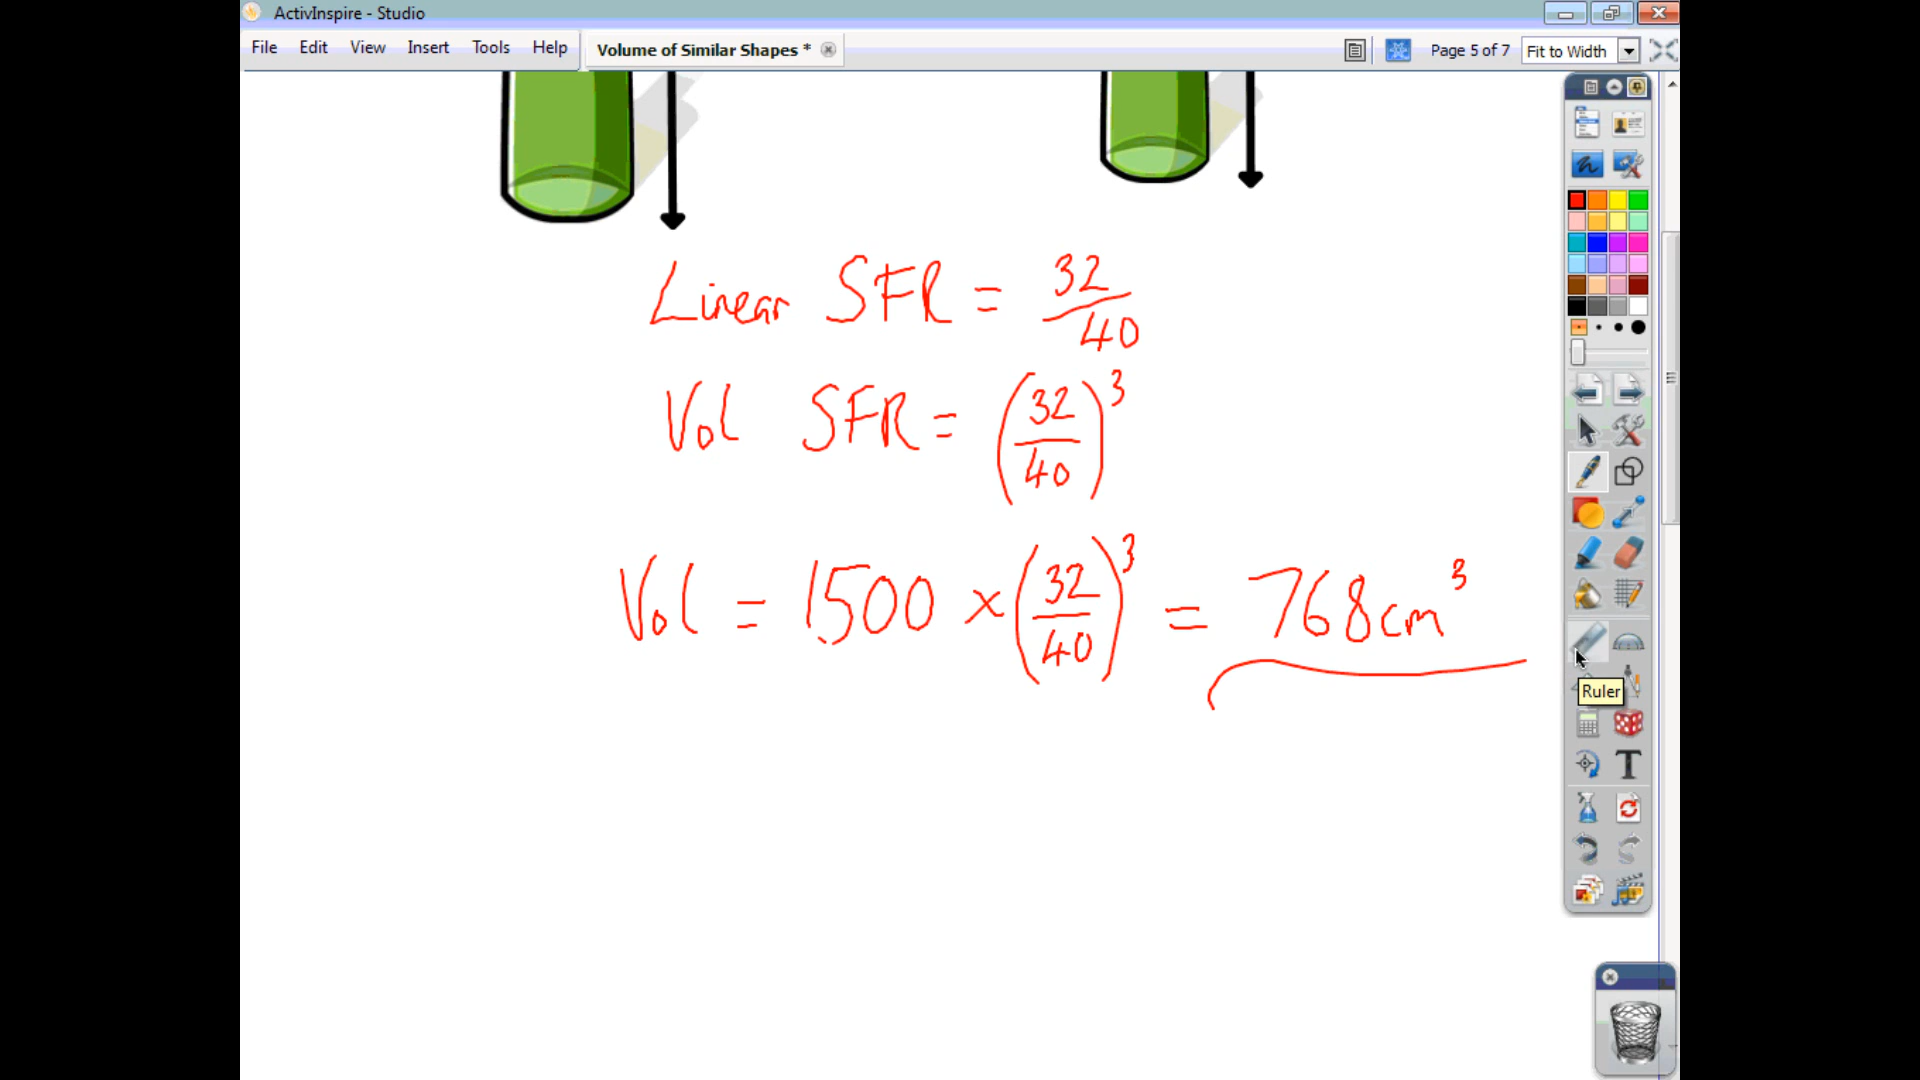 ActivInspire - Studio
File Edit View Insert Tools Help Volume of Similar Shapes * Page 5 of 7 Fit to Width
Linear SFR = 32/40
Vol SFR = (32/40)³
Vol = 1500 × (32/40)³ = 768cm³
Ruler
T